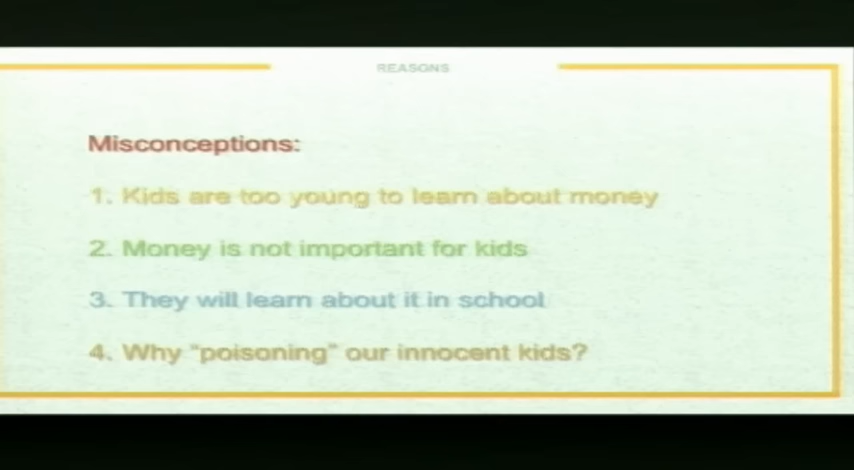 REASONS
Misconceptions:
1. Kids are too young to learn about money
2. Money is not important for kids
3. They will learn about it in school
4. Why "poisoning" our innocent kids?